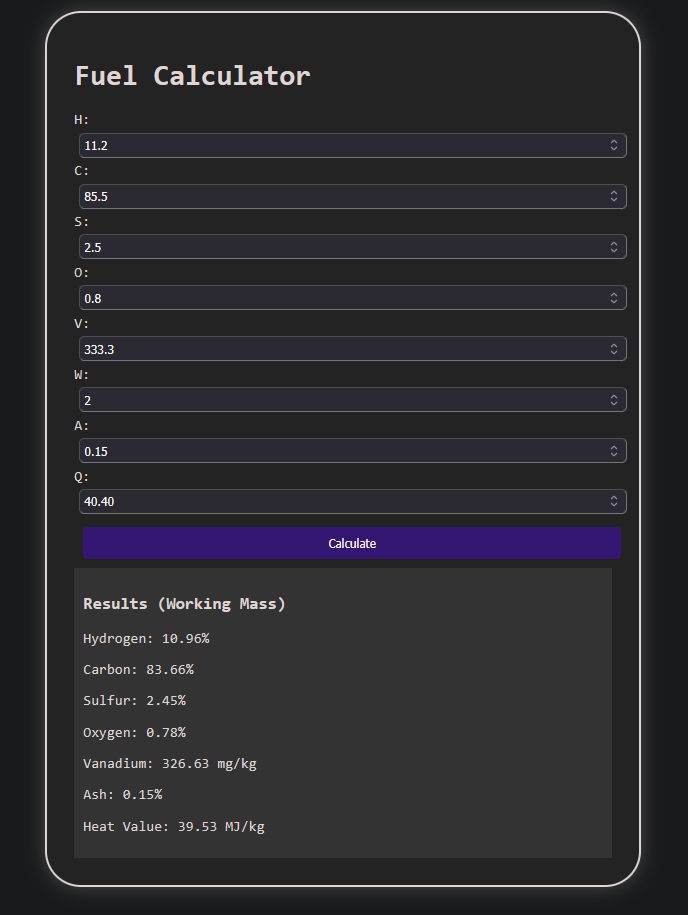 Fuel Calculator
H:
11.2
C:
85.5
S:
2.5
O:
0.8
V:
333.3
W:
2
A:
0.15
Q:
40.40
Calculate
Results (Working Mass)
Hydrogen: 10.96%
Carbon: 83.66%
Sulfur: 2.45%
Oxygen: 0.78%
Vanadium: 326.63 mg/kg
Ash: 0.15%
Heat Value: 39.53 MJ/kg